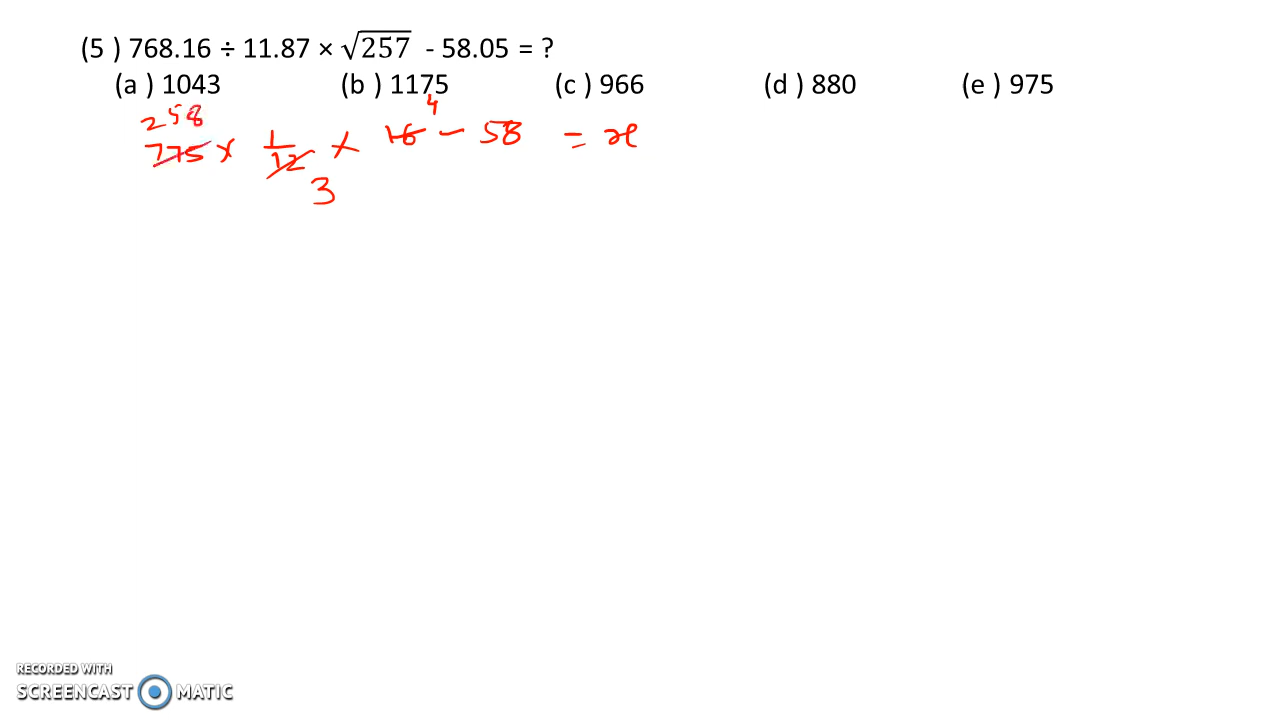 (5 ) 768.16 ÷ 11.87 × √257 - 58.05 = ?
(a ) 1043 (b ) 1175 (c ) 966 (d ) 880 (e ) 975
258 4
775 × 1/12 × 16 - 58 = x
3
RECORDED WITH
SCREENCAST MATIC